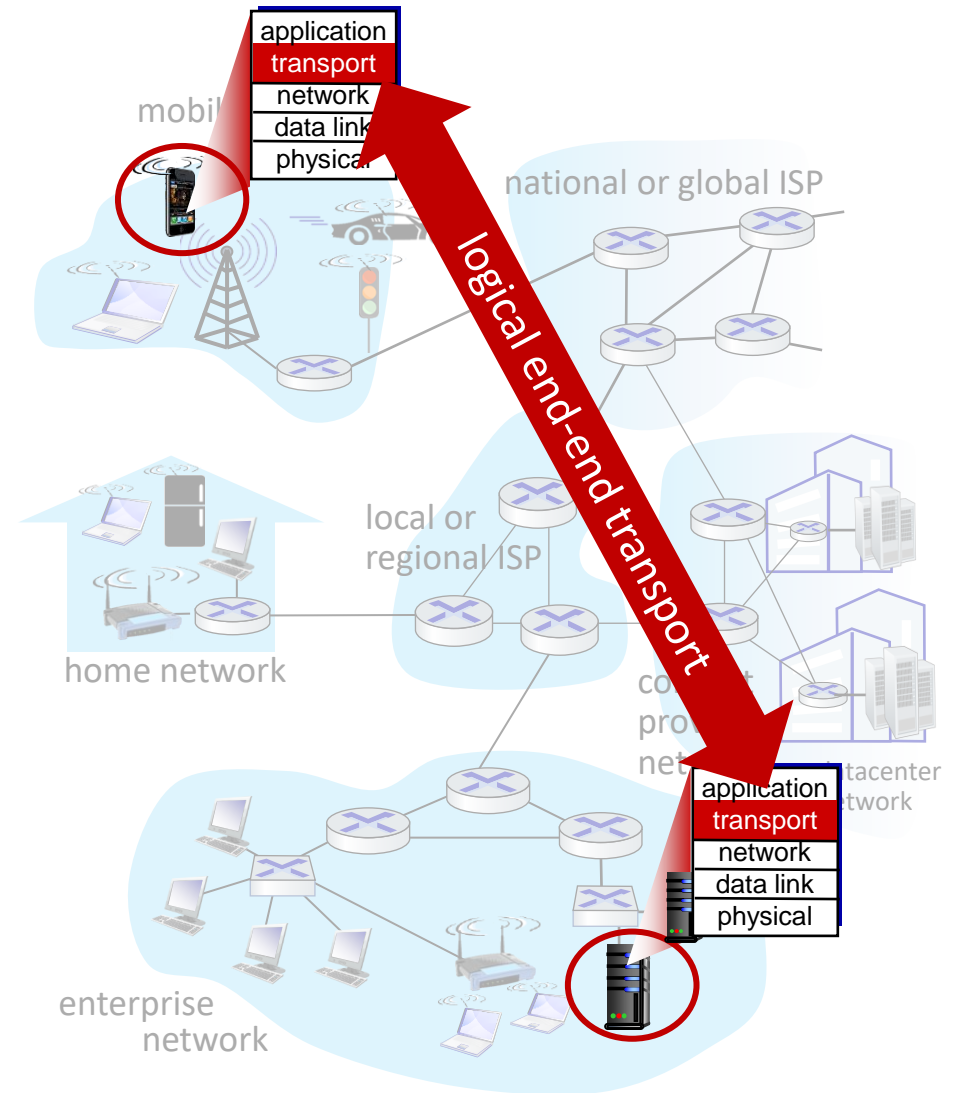 application
transport
network
data link
physical
national or global ISP
logical end-end transport
local or
regional ISP
home network
application
transport
network
data link
physical
enterprise
network